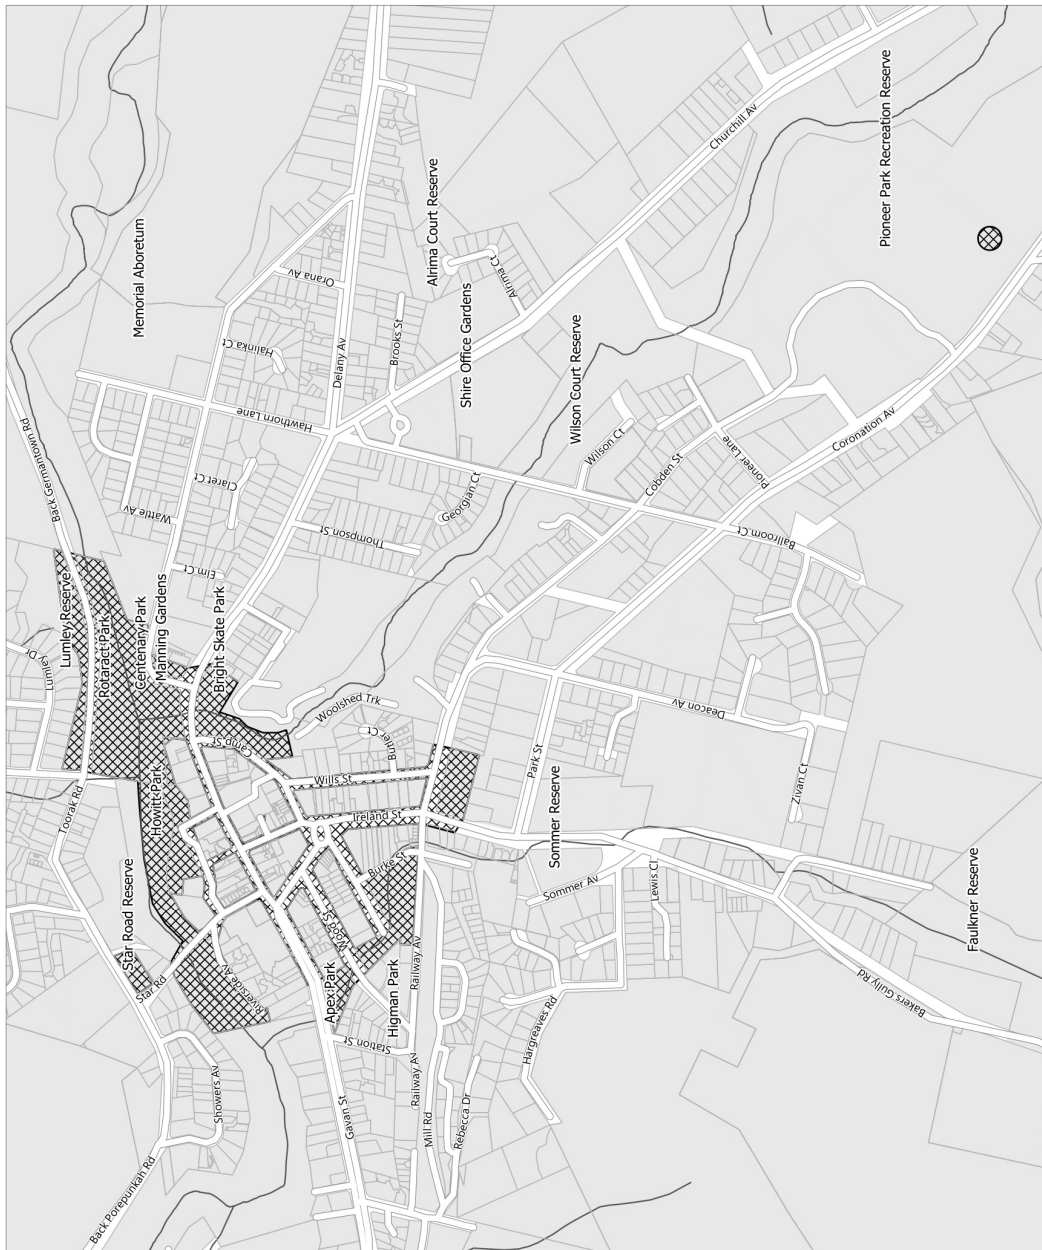 Memorial Aboretum
Alrima Court Reserve
Pioneer Park Recreation Reserve
Churchill Av
Orana Av
Alrima Ct
Shire Office Gardens
Brooks St
Halinka Ct
Delany Av
Wilson Court Reserve
Hawthorn Lane
Coronation Av
Back Germantown Rd
Wilson Ct
Pioneer Lane
Cobden St
Claret Ct
Georgian Ct
Wattle Av
Thompson St
Ballroom Ct
Elm Ct
Lumley Reserve
Rotaract Park
Centenary Park
Manning Gardens
Bright Skate Park
Lumley Dr
Woolshed Trk
Deacon Av
Butler Ct
Camp St
Park St
Wills St
Zivan Ct
Toorak Rd
Howitt Park
Ireland St
Sommer Reserve
Burke St
Lewis Cl
Sommer Av
Star Road Reserve
Faulkner Reserve
Wood St
Railway Av
Riverside Av
Star Rd
Apex Park
Higman Park
Bakers Gully Rd
Hargreaves Rd
Station St
Railway Av
Showers Av
Gavan St
Mill Rd
Rebecca Dr
Back Porepunkah Rd